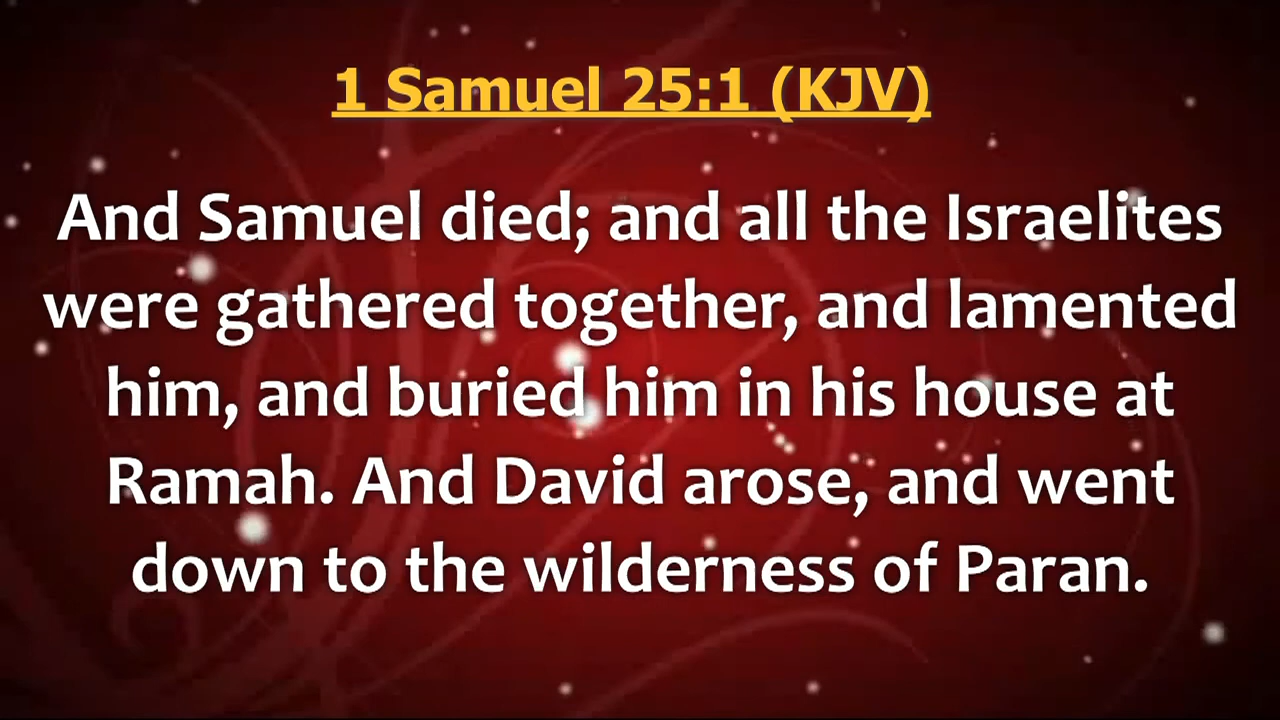 1 Samuel 25:1 (KJV)
And Samuel died; and all the Israelites
were gathered together, and lamented
him, and buried him in his house at
Ramah. And David arose, and went
down to the wilderness of Paran.